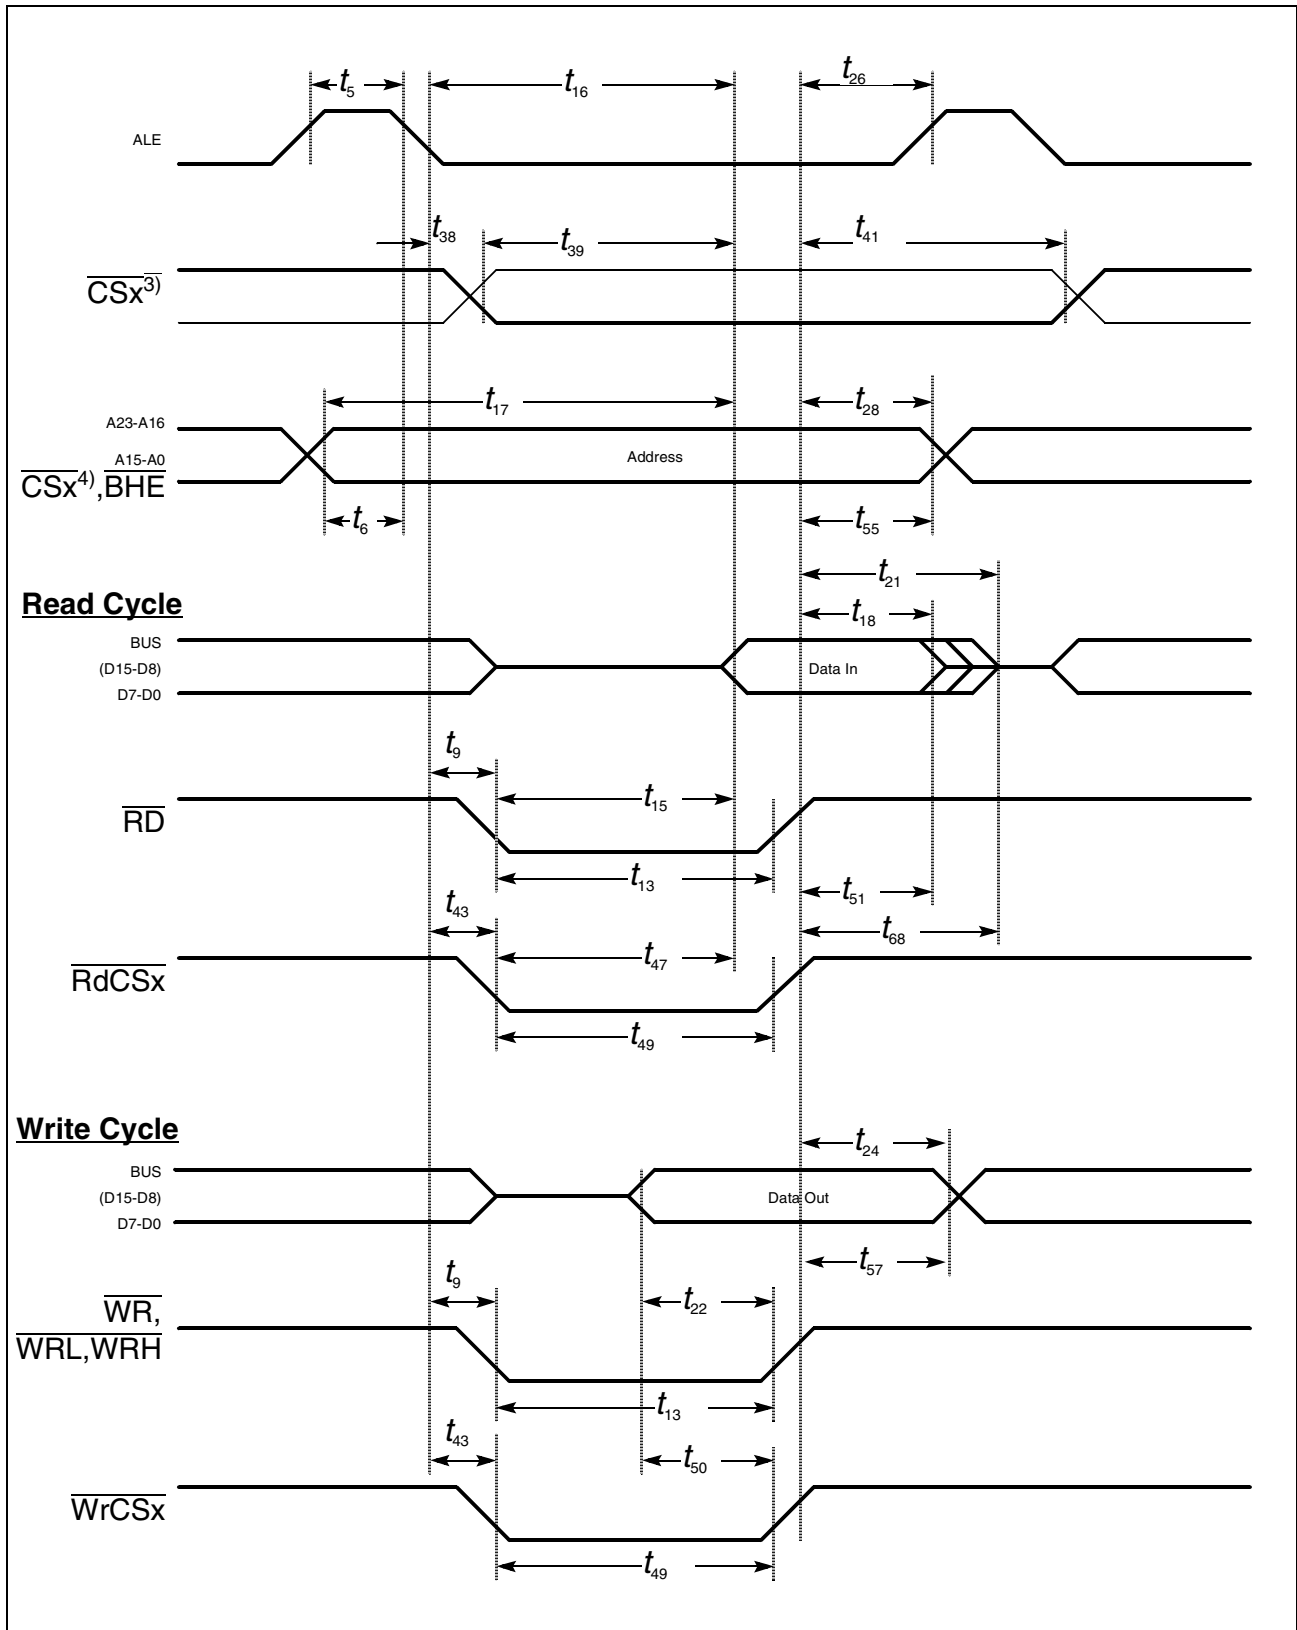 t5 t16 t26
ALE
t38 t39 t41
CSx3)
t17 t28
A23-A16
A15-A0
Address
CSx4),BHE
t6 t55
t21
Read Cycle
t18
BUS
(D15-D8)
Data In
D7-D0
t9
t15
RD
t13
t51
t43
t68
t47
RdCSx
t49
Write Cycle
t24
BUS
(D15-D8)
Data Out
D7-D0
t57
t9
t22
WR,
WRL,WRH
t13
t43
t50
WrCSx
t49